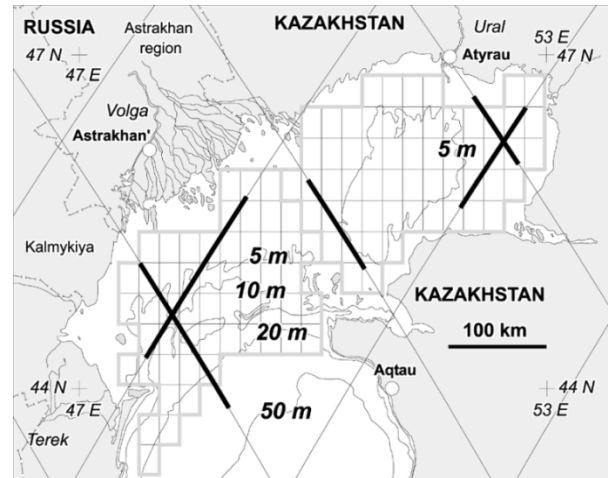 RUSSIA
Astrakhan
region
KAZAKHSTAN
Ural
47 N
47 E
Atyrau
53 E
47 N
Volga
Astrakhan'
5 m
Kalmykiya
5 m
10 m
KAZAKHSTAN
20 m
100 km
Aqtau
44 N
47 E
44 N
53 E
50 m
Terek